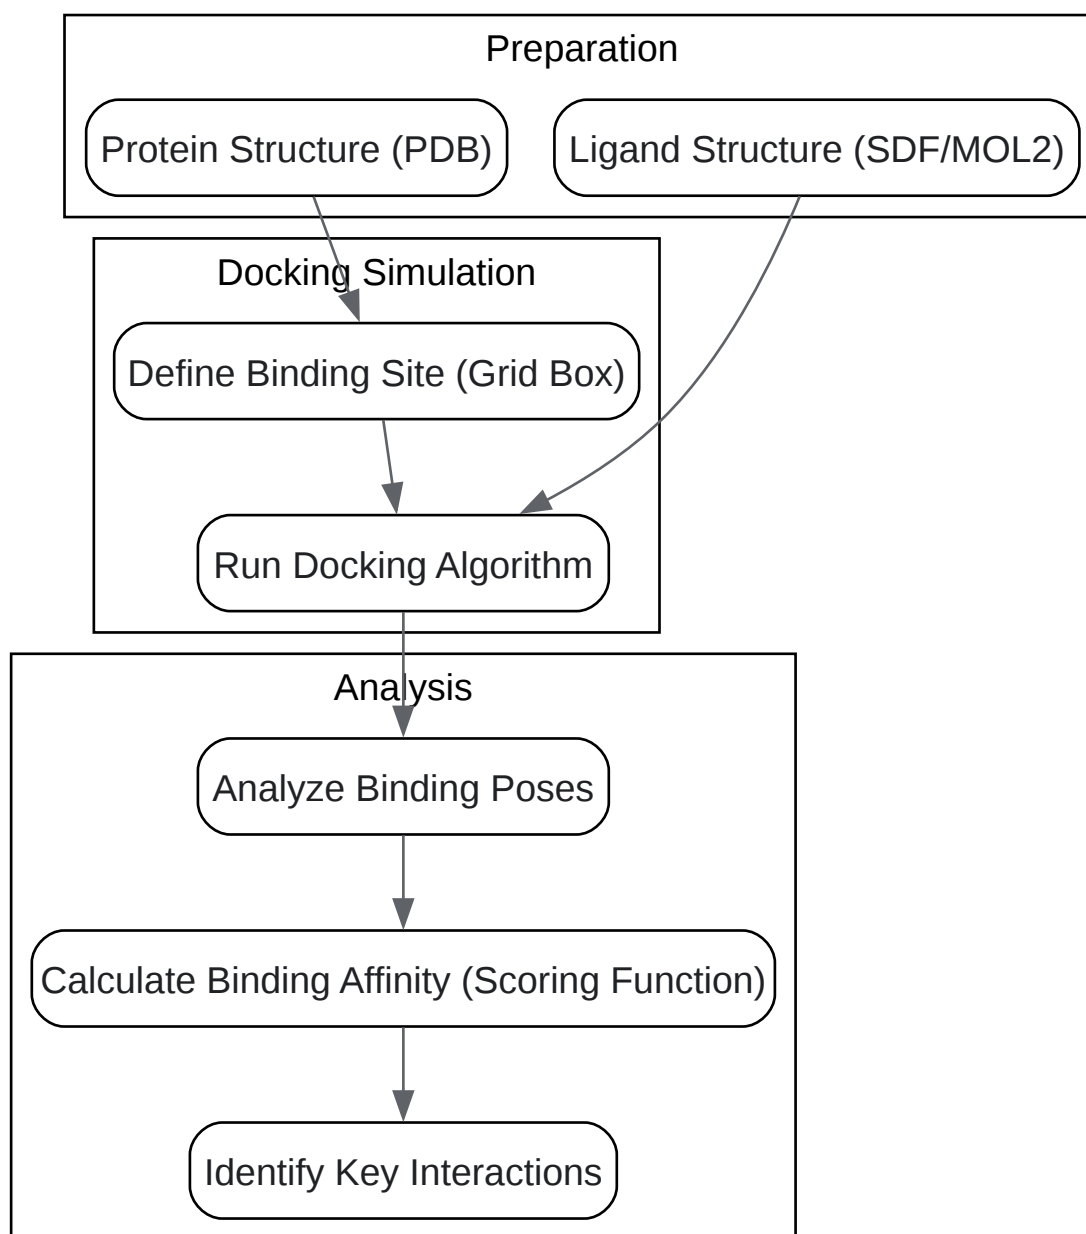 Preparation
Protein Structure (PDB)
Ligand Structure (SDF/MOL2)
Docking Simulation
Define Binding Site (Grid Box)
Run Docking Algorithm
Analysis
Analyze Binding Poses
Calculate Binding Affinity (Scoring Function)
Identify Key Interactions